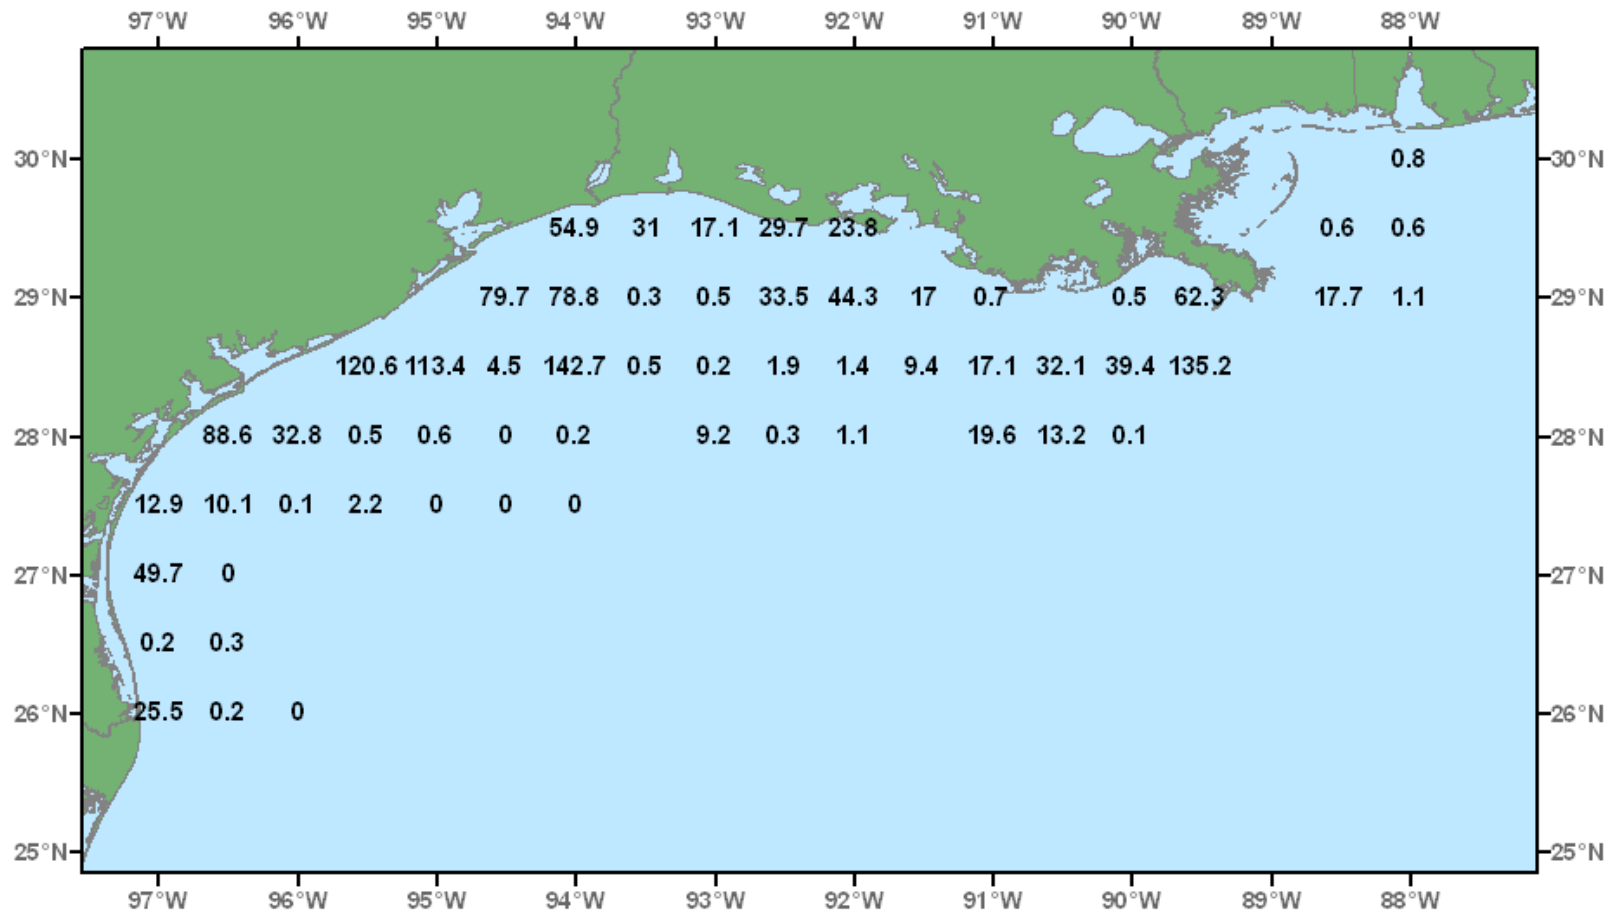 97°W 96°W 95°W 94°W 93°W 92°W 91°W 90°W 89°W 88°W
30°N 0.8 30°N
54.9 31 17.1 29.7 23.8 0.6 0.6
29°N 79.7 78.8 0.3 0.5 33.5 44.3 17 0.7 0.5 62.3 17.7 1.1 29°N
120.6 113.4 4.5 142.7 0.5 0.2 1.9 1.4 9.4 17.1 32.1 39.4 135.2
28°N 88.6 32.8 0.5 0.6 0 0.2 9.2 0.3 1.1 19.6 13.2 0.1 28°N
12.9 10.1 0.1 2.2 0 0 0
27°N 49.7 0 27°N
0.2 0.3
26°N 25.5 0.2 0 26°N
25°N 25°N
97°W 96°W 95°W 94°W 93°W 92°W 91°W 90°W 89°W 88°W